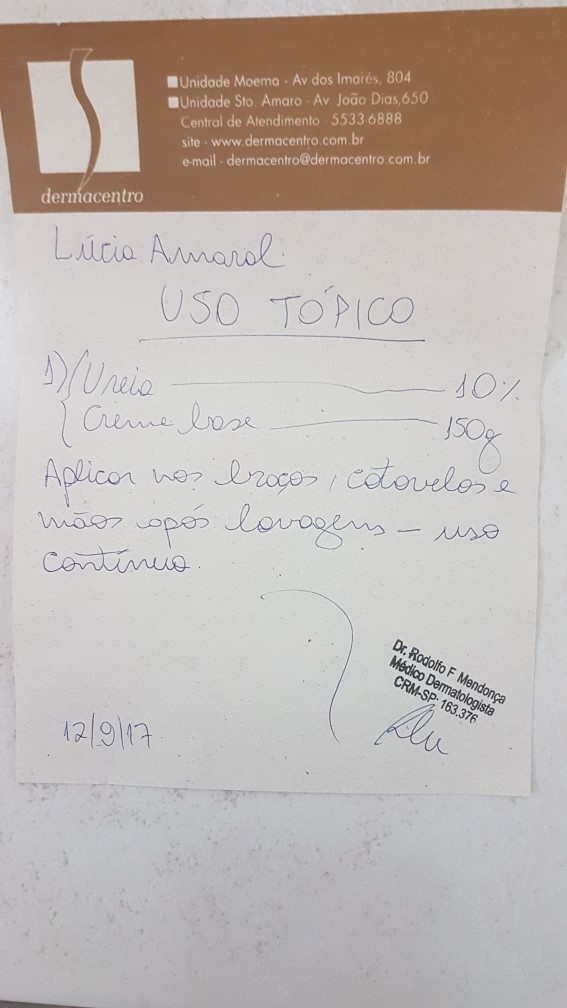 Unidade Moema - Av dos Imarés, 804
Unidade Sto. Amaro - Av. João Dias,650
Central de Atendimento - 5533-6888
site - www.dermacentro.com.br
e-mail - dermacentro@dermacentro.com.br
dermacentro
Lúcia Amaral
USO TÓPICO
1) Ureia 10%
Creme base 150g
Aplicar nos braços, cotovelos e
mãos após lavagens – uso
contínuo.
Dr. Rodolfo F Mendonça
Médico Dermatologista
CRM-SP: 163.376
12/9/17